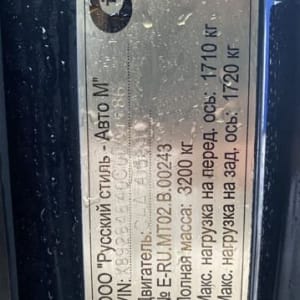 ООО "Русский стиль - Авто М"
VIN:
Двигатель:
№ E-RU.MT02.B.00243
Полная масса: 3200 кг
Макс. нагрузка на перед. ось: 1710 кг
Макс. нагрузка на зад. ось: 1720 кг